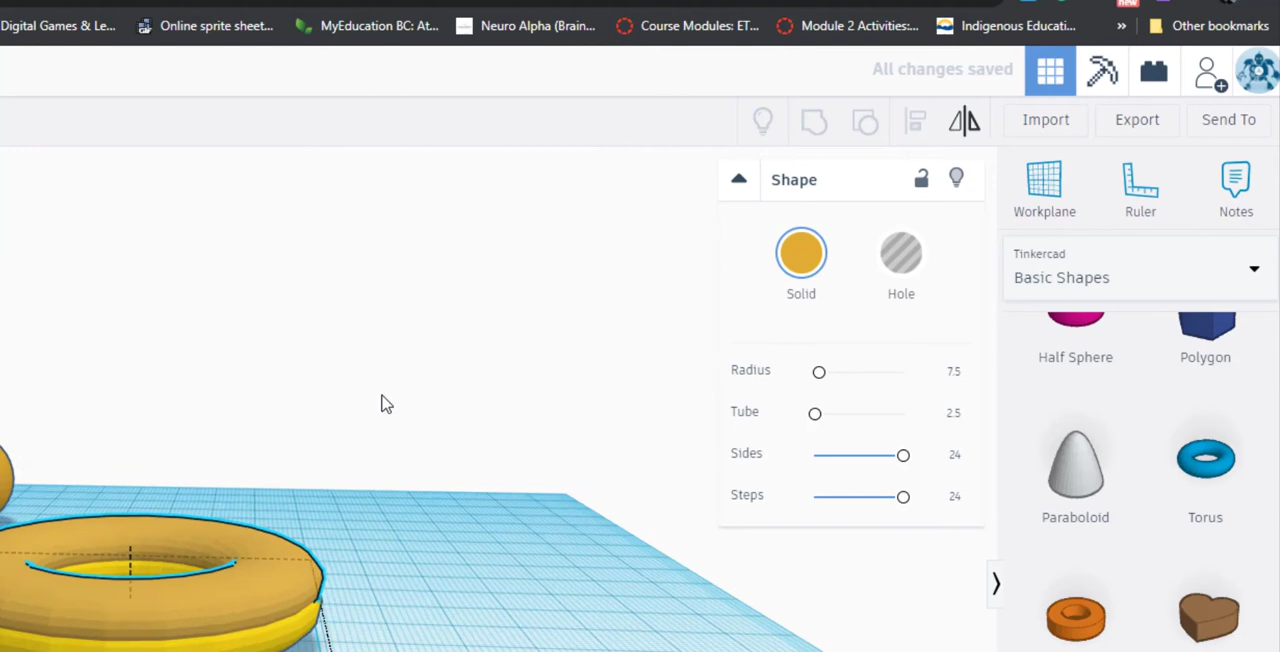 new
Digital Games & Le...
Online sprite sheet...
MyEducation BC: At...
Neuro Alpha (Brain...
Course Modules: ET...
Module 2 Activities:...
Indigenous Educati...
»
Other bookmarks
All changes saved
Import
Export
Send To
Shape
Workplane
Ruler
Notes
Solid
Hole
Tinkercad
Basic Shapes
Radius 7.5
Tube 2.5
Sides 24
Steps 24
Half Sphere
Polygon
Paraboloid
Torus